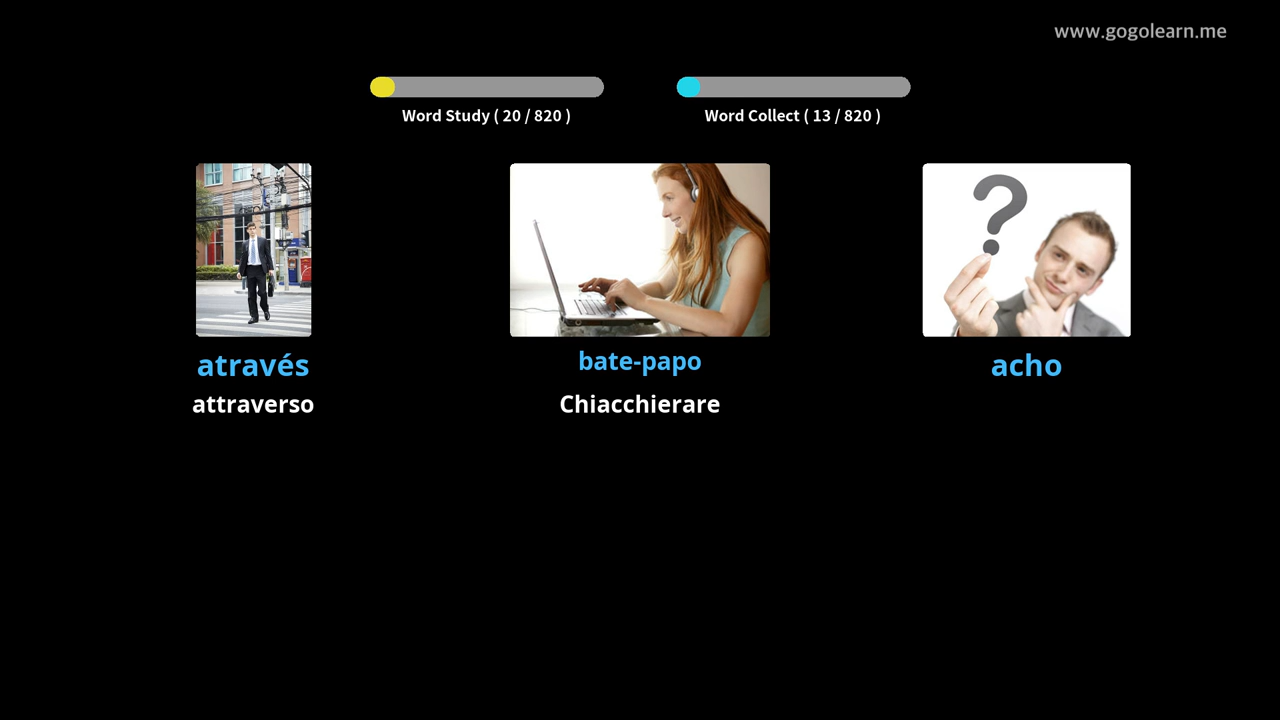 www.gogolearn.me
Word Study ( 20 / 820 )
Word Collect ( 13 / 820 )
através
bate-papo
acho
attraverso
Chiacchierare